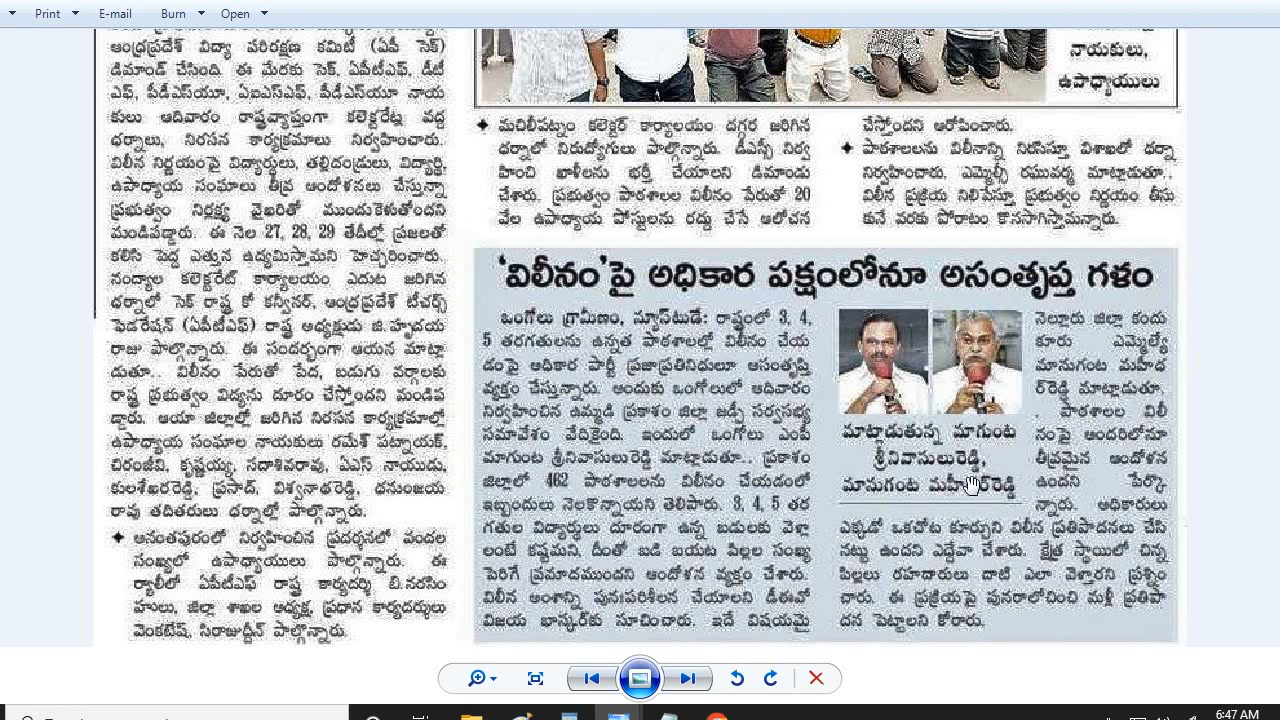 Print E-mail Burn Open
ఆంధ్రప్రదేశ్ విద్యా పరిరక్షణ కమిటీ (ఏపీ సెక్)
డిమాండ్ చేసింది. ఈ మేరకు సెక్, ఏపీటీఎఫ్, డీటీ
ఎఫ్, పీడీఎస్‌యూ, ఏఐఎస్ఎఫ్, పీడీఎస్‌యూ నాయ
కులు ఆదివారం రాష్ట్రవ్యాప్తంగా కలెక్టరేట్ల వద్ద
ధర్నాలు, నిరసన కార్యక్రమాలు నిర్వహించారు.
విలీన నిర్ణయంపై విద్యార్థులు, తల్లిదండ్రులు, విద్యార్థి,
ఉపాధ్యాయ సంఘాలు తీవ్ర ఆందోళనలు చేస్తున్నా
ప్రభుత్వం నిర్లక్ష్య వైఖరితో ముందుకెళుతోందని
మండిపడ్డారు. ఈ నెల 27, 28, 29 తేదీల్లో ప్రజలతో
కలిసి పెద్ద ఎత్తున ఉద్యమిస్తామని హెచ్చరించారు.
నంద్యాల కలెక్టరేట్ కార్యాలయం ఎదుట జరిగిన
ధర్నాలో సెక్ రాష్ట్ర కో కన్వీనర్, ఆంధ్రప్రదేశ్ టీచర్స్
ఫెడరేషన్ (ఏపీటీఎఫ్) రాష్ట్ర అధ్యక్షుడు జి.హృదయ
రాజు పాల్గొన్నారు. ఈ సందర్భంగా ఆయన మాట్లా
డుతూ.. విలీనం పేరుతో పేద, బడుగు వర్గాలకు
రాష్ట్ర ప్రభుత్వం విద్యను దూరం చేస్తోందని మండిప
డ్డారు. ఆయా జిల్లాల్లో జరిగిన నిరసన కార్యక్రమాల్లో
ఉపాధ్యాయ సంఘాల నాయకులు రమేశ్ పట్నాయక్,
చిరంజీవి, కృష్ణయ్య, సదాశివరావు, ఏఎస్ నాయుడు,
కులశేఖరరెడ్డి, ప్రసాద్, విశ్వనాథరెడ్డి, ధనుంజయ
రావు తదితరులు ధర్నాల్లో పాల్గొన్నారు.
✦ అనంతపురంలో నిర్వహించిన ప్రదర్శనలో వందల
సంఖ్యలో ఉపాధ్యాయులు పాల్గొన్నారు. ఈ
ర్యాలీలో ఏపీటీఎఫ్ రాష్ట్ర కార్యదర్శి బి.నరసిం
హులు, జిల్లా శాఖల అధ్యక్ష, ప్రధాన కార్యదర్శులు
వెంకటేష్, సిరాజుద్దీన్ పాల్గొన్నారు.
నాయకులు,
ఉపాధ్యాయులు
✦ మచిలీపట్నం కలెక్టర్ కార్యాలయం దగ్గర జరిగిన
ధర్నాలో నిరుద్యోగులు పాల్గొన్నారు. డీఎస్సీ నిర్వ
హించి ఖాళీలను భర్తీ చేయాలని డిమాండు
చేశారు. ప్రభుత్వం పాఠశాలల విలీనం పేరుతో 20
వేల ఉపాధ్యాయ పోస్టులను రద్దు చేసే ఆలోచన
చేస్తోందని ఆరోపించారు.
✦ పాఠశాలలను విలీనాన్ని నిరసిస్తూ విశాఖలో ధర్నా
నిర్వహించారు. ఎమ్మెల్సీ రఘువర్మ మాట్లాడుతూ..
విలీన ప్రక్రియ నిలిపేస్తూ ప్రభుత్వం నిర్ణయం తీసు
కునే వరకు పోరాటం కొనసాగిస్తామన్నారు.
‘విలీనం’పై అధికార పక్షంలోనూ అసంతృప్త గళం
ఒంగోలు గ్రామీణం, న్యూస్‌టుడే: రాష్ట్రంలో 3, 4,
5 తరగతులను ఉన్నత పాఠశాలల్లో విలీనం చేయ
డంపై అధికార పార్టీ ప్రజాప్రతినిధులూ అసంతృప్తి
వ్యక్తం చేస్తున్నారు. అందుకు ఒంగోలులో ఆదివారం
నిర్వహించిన ఉమ్మడి ప్రకాశం జిల్లా జడ్పీ సర్వసభ్య
సమావేశం వేదికైంది. ఇందులో ఒంగోలు ఎంపీ
మాగుంట శ్రీనివాసులురెడ్డి మాట్లాడుతూ.. ప్రకాశం
జిల్లాలో 462 పాఠశాలలను విలీనం చేయడంలో
ఇబ్బందులు నెలకొన్నాయని తెలిపారు. 3, 4, 5 తర
గతుల విద్యార్థులు దూరంగా ఉన్న బడులకు వెళ్లా
లంటే కష్టమని, దీంతో బడి బయట పిల్లల సంఖ్య
పెరిగే ప్రమాదముందని ఆందోళన వ్యక్తం చేశారు.
విలీన అంశాన్ని పునఃపరిశీలన చేయాలని డీఈవో
విజయ భాస్కర్‌కు సూచించారు. ఇదే విషయమై
మాట్లాడుతున్న మాగుంట
శ్రీనివాసులురెడ్డి,
మానుగంట మహీధర్‌రెడ్డి
నెల్లూరు జిల్లా కందు
కూరు ఎమ్మెల్యే
మానుగంట మహీధ
ర్‌రెడ్డి మాట్లాడుతూ.
. పాఠశాలల విలీ
నంపై అందరిలోనూ
తీవ్రమైన ఆందోళన
ఉందని పేర్కొ
న్నారు. అధికారులు
ఎక్కడో ఒకచోట కూర్చుని విలీన ప్రతిపాదనలు చేసి
నట్టు ఉందని ఎద్దేవా చేశారు. క్షేత్ర స్థాయిలో చిన్న
పిల్లలు రహదారులు దాటి ఎలా వెళ్తారని ప్రశ్నిం
చారు. ఈ ప్రక్రియపై పునరాలోచించి మళ్లీ ప్రతిపా
దన పెట్టాలని కోరారు.
6:47 AM